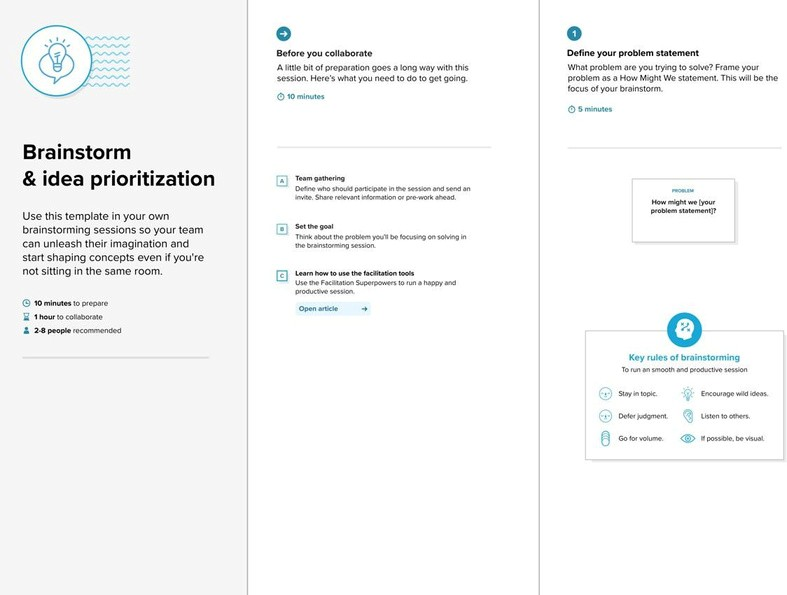 Brainstorm
& idea prioritization
Use this template in your own
brainstorming sessions so your team
can unleash their imagination and
start shaping concepts even if you're
not sitting in the same room.
10 minutes to prepare
1 hour to collaborate
2-8 people recommended
Before you collaborate
A little bit of preparation goes a long way with this
session. Here's what you need to do to get going.
10 minutes
A
Team gathering
Define who should participate in the session and send an
invite. Share relevant information or pre-work ahead.
B
Set the goal
Think about the problem you'll be focusing on solving in
the brainstorming session.
C
Learn how to use the facilitation tools
Use the Facilitation Superpowers to run a happy and
productive session.
Open article
1
Define your problem statement
What problem are you trying to solve? Frame your
problem as a How Might We statement. This will be the
focus of your brainstorm.
5 minutes
PROBLEM
How might we [your
problem statement]?
Key rules of brainstorming
To run an smooth and productive session
Stay in topic.
Encourage wild ideas.
Defer judgment.
Listen to others.
Go for volume.
If possible, be visual.